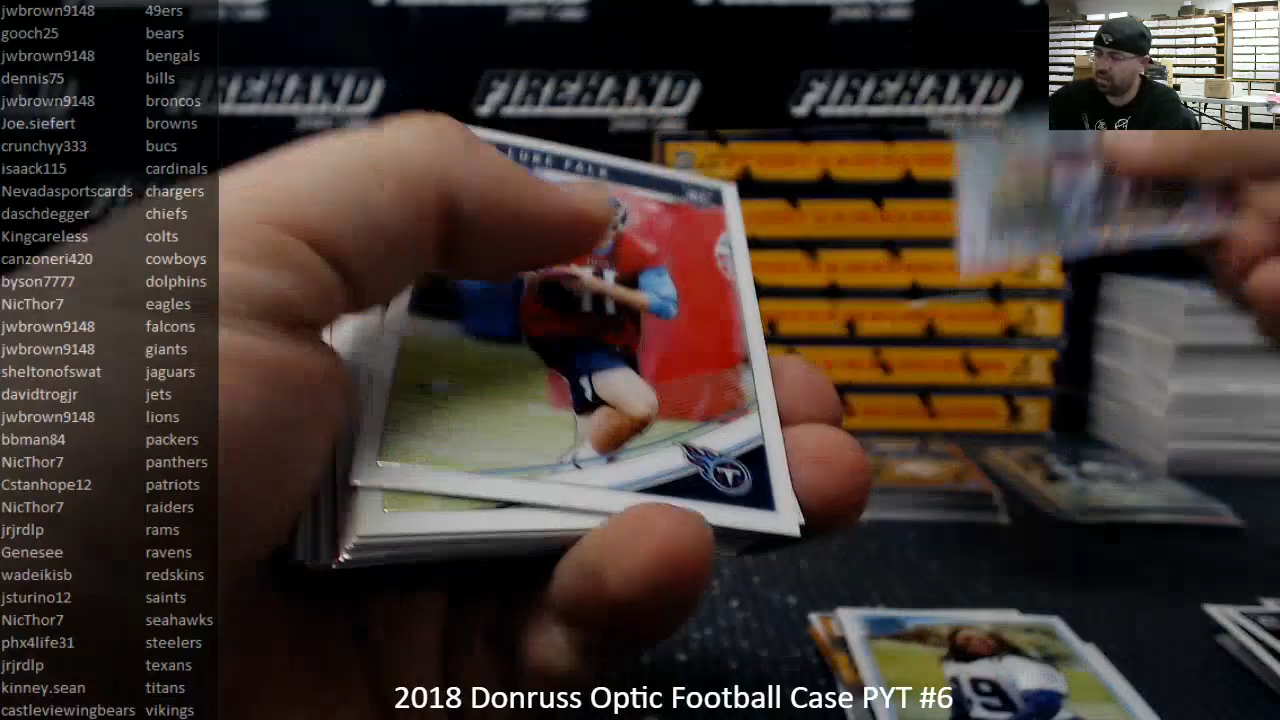 jwbrown9148 49ers
gooch25 bears
jwbrown9148 bengals
dennis75 bills
jwbrown9148 broncos
Joe.siefert browns
crunchyy333 bucs
isaack115 cardinals
Nevadasportscards chargers
daschdegger chiefs
Kingcareless colts
canzoneri420 cowboys
byson7777 dolphins
NicThor7 eagles
jwbrown9148 falcons
jwbrown9148 giants
sheltonofswat jaguars
davidtrogjr jets
jwbrown9148 lions
bbman84 packers
NicThor7 panthers
Cstanhope12 patriots
NicThor7 raiders
jrjrdlp rams
Genesee ravens
wadeikisb redskins
jsturino12 saints
NicThor7 seahawks
phx4life31 steelers
jrjrdlp texans
kinney.sean titans
castleviewingbears vikings
FIREHAND FIREHAND FIREHAND
LUKE FALK
11
19
2018 Donruss Optic Football Case PYT #6